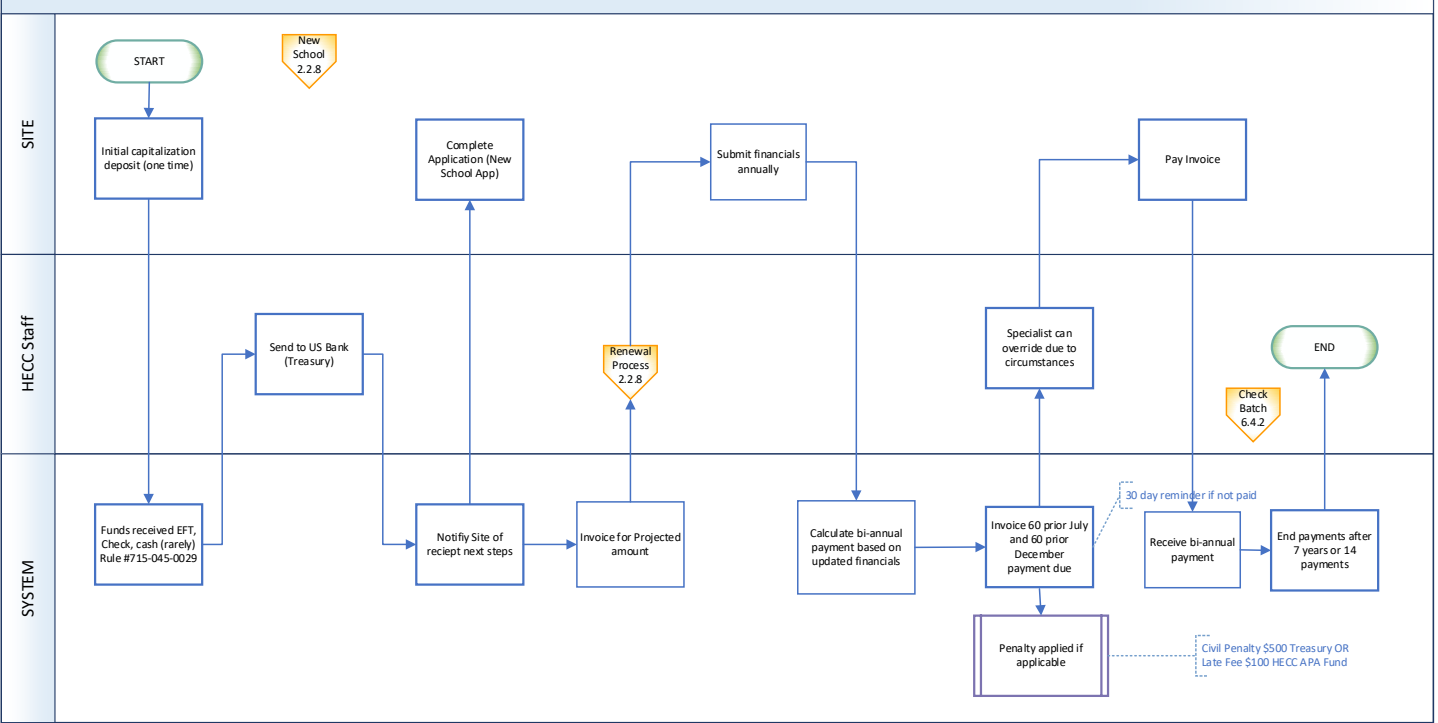 SITE
START
New
School
2.2.8
Initial capitalization
deposit (one time)
Complete
Application (New
School App)
Submit financials
annually
Pay Invoice
HECC Staff
Send to US Bank
(Treasury)
Renewal
Process
2.2.8
Specialist can
override due to
circumstances
END
Check
Batch
6.4.2
SYSTEM
Funds received EFT,
Check, cash (rarely)
Rule #715-045-0029
Notifiy Site of
reciept next steps
Invoice for Projected
amount
Calculate bi-annual
payment based on
updated financials
Invoice 60 prior July
and 60 prior
December
payment due
30 day reminder if not paid
Receive bi-annual
payment
End payments after
7 years or 14
payments
Penalty applied if
applicable
Civil Penalty $500 Treasury OR
Late Fee $100 HECC APA Fund